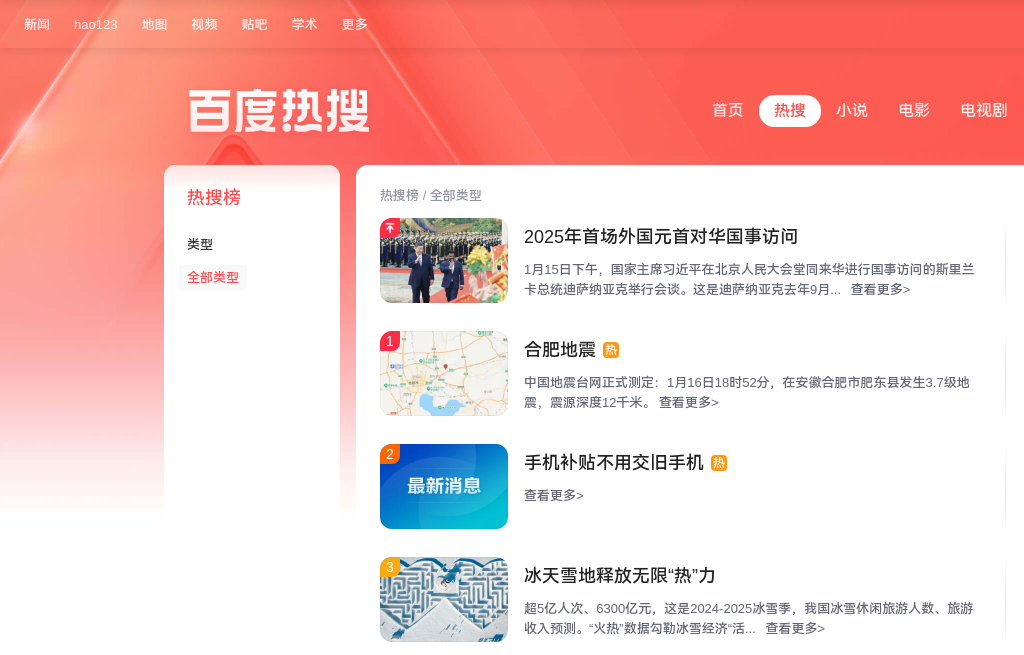 新闻 hao123 地图 视频 贴吧 学术 更多
百度热搜
首页 热搜 小说 电影 电视剧
热搜榜
类型
全部类型
热搜榜 / 全部类型
2025年首场外国元首对华国事访问
1月15日下午，国家主席习近平在北京人民大会堂同来华进行国事访问的斯里兰
卡总统迪萨纳亚克举行会谈。这是迪萨纳亚克去年9月... 查看更多>
1
合肥地震 热
中国地震台网正式测定：1月16日18时52分，在安徽合肥市肥东县发生3.7级地
震，震源深度12千米。 查看更多>
2
最新消息
手机补贴不用交旧手机 热
查看更多>
3
冰天雪地释放无限“热”力
超5亿人次、6300亿元，这是2024-2025冰雪季，我国冰雪休闲旅游人数、旅游
收入预测。“火热”数据勾勒冰雪经济“活... 查看更多>